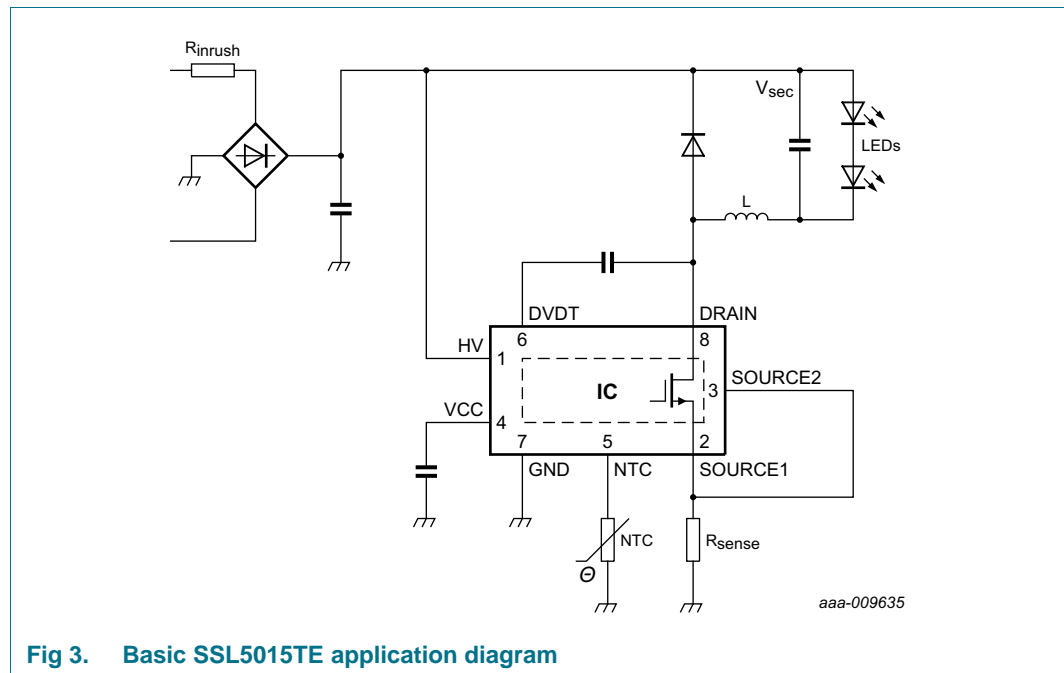 Rinrush
Vsec
LEDs
L
DVDT
DRAIN
6
8
HV
1
SOURCE2
3
IC
VCC
4
7
5
2
GND
NTC
SOURCE1
NTC
Rsense
Θ
aaa-009635
Fig 3. Basic SSL5015TE application diagram